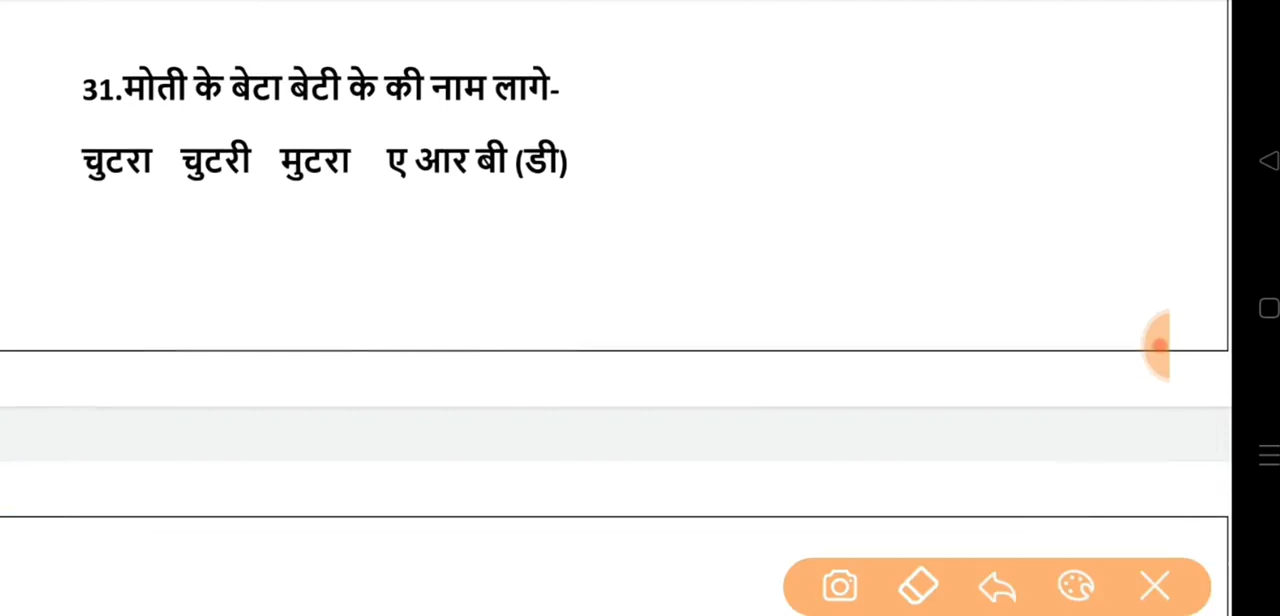 31.मोती के बेटा बेटी के की नाम लागे-
चुटरा चुटरी मुटरा ए आर बी (डी)